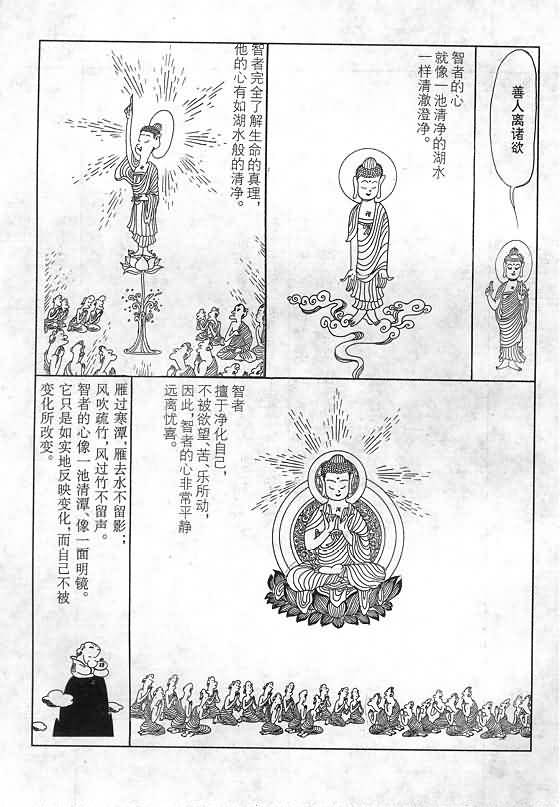 善人离诸欲
智者的心
就像一池清净的湖水
一样清澈澄净。
智者完全了解生命的真理，
他的心有如湖水般的清净。
智者
擅于净化自己，
不被欲望、苦、乐所动，
因此，智者的心非常平静
远离忧喜。
雁过寒潭，雁去水不留影；
风吹疏竹，风过竹不留声。
智者的心像一池清潭、像一面明镜。
它只是如实地反映变化，而自己不被
变化所改变。